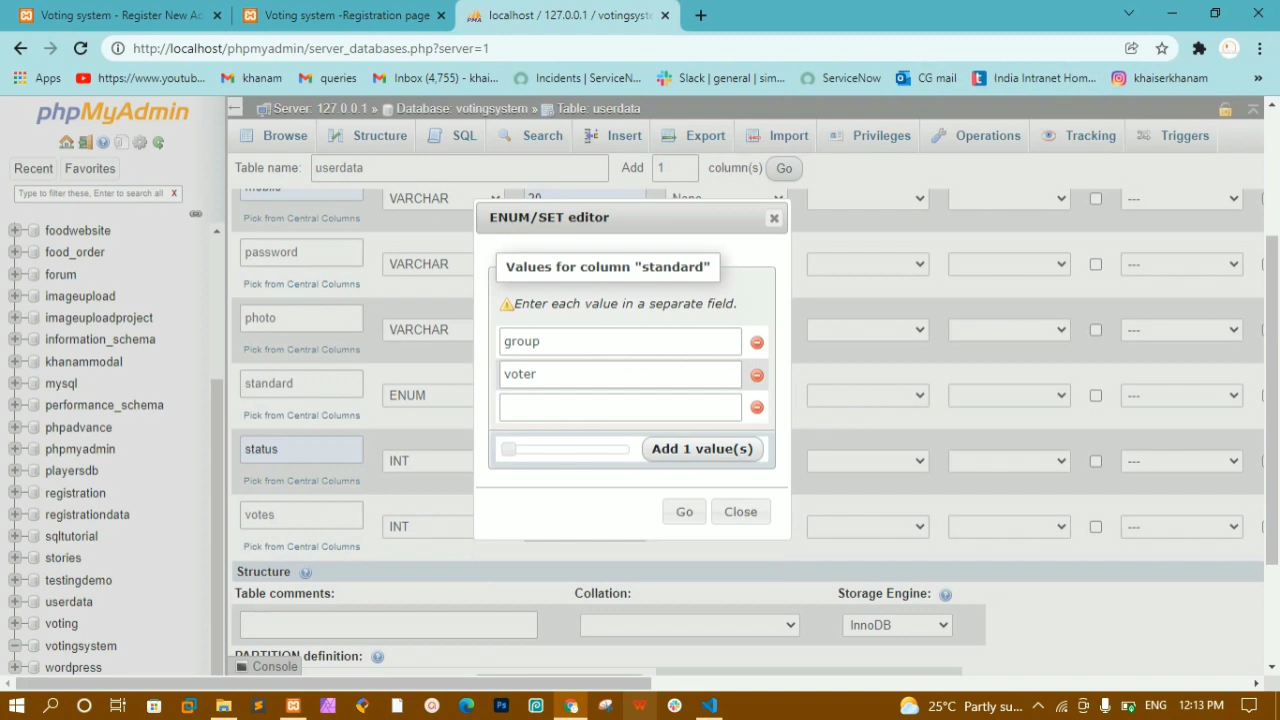 Voting system - Register New Ac
Voting system -Registration page
localhost / 127.0.0.1 / votingsyste
http://localhost/phpmyadmin/server_databases.php?server=1
Apps
https://www.youtub...
khanam
queries
Inbox (4,755) - khai...
Incidents | ServiceN...
Slack | general | sim...
ServiceNow
CG mail
India Intranet Hom...
khaiserkhanam
»
phpMyAdmin
Server: 127.0.0.1 » Database: votingsystem » Table: userdata
Browse
Structure
SQL
Search
Insert
Export
Import
Privileges
Operations
Tracking
Triggers
Recent
Favorites
Table name:
userdata
Add
1
column(s)
Go
Type to filter these, Enter to search all
X
foodwebsite
food_order
forum
imageupload
imageuploadproject
information_schema
khanammodal
mysql
performance_schema
phpadvance
phpmyadmin
playersdb
registration
registrationdata
sqltutorial
stories
testingdemo
userdata
voting
votingsystem
wordpress
mobile
VARCHAR
20
None
---
Pick from Central Columns
password
VARCHAR
---
Pick from Central Columns
photo
VARCHAR
---
Pick from Central Columns
standard
ENUM
---
Pick from Central Columns
status
INT
---
Pick from Central Columns
votes
INT
---
Pick from Central Columns
ENUM/SET editor
Values for column "standard"
Enter each value in a separate field.
group
voter
Add 1 value(s)
Go
Close
Structure
Table comments:
Collation:
Storage Engine:
InnoDB
PARTITION definition:
Console
25°C Partly su...
ENG
12:13 PM